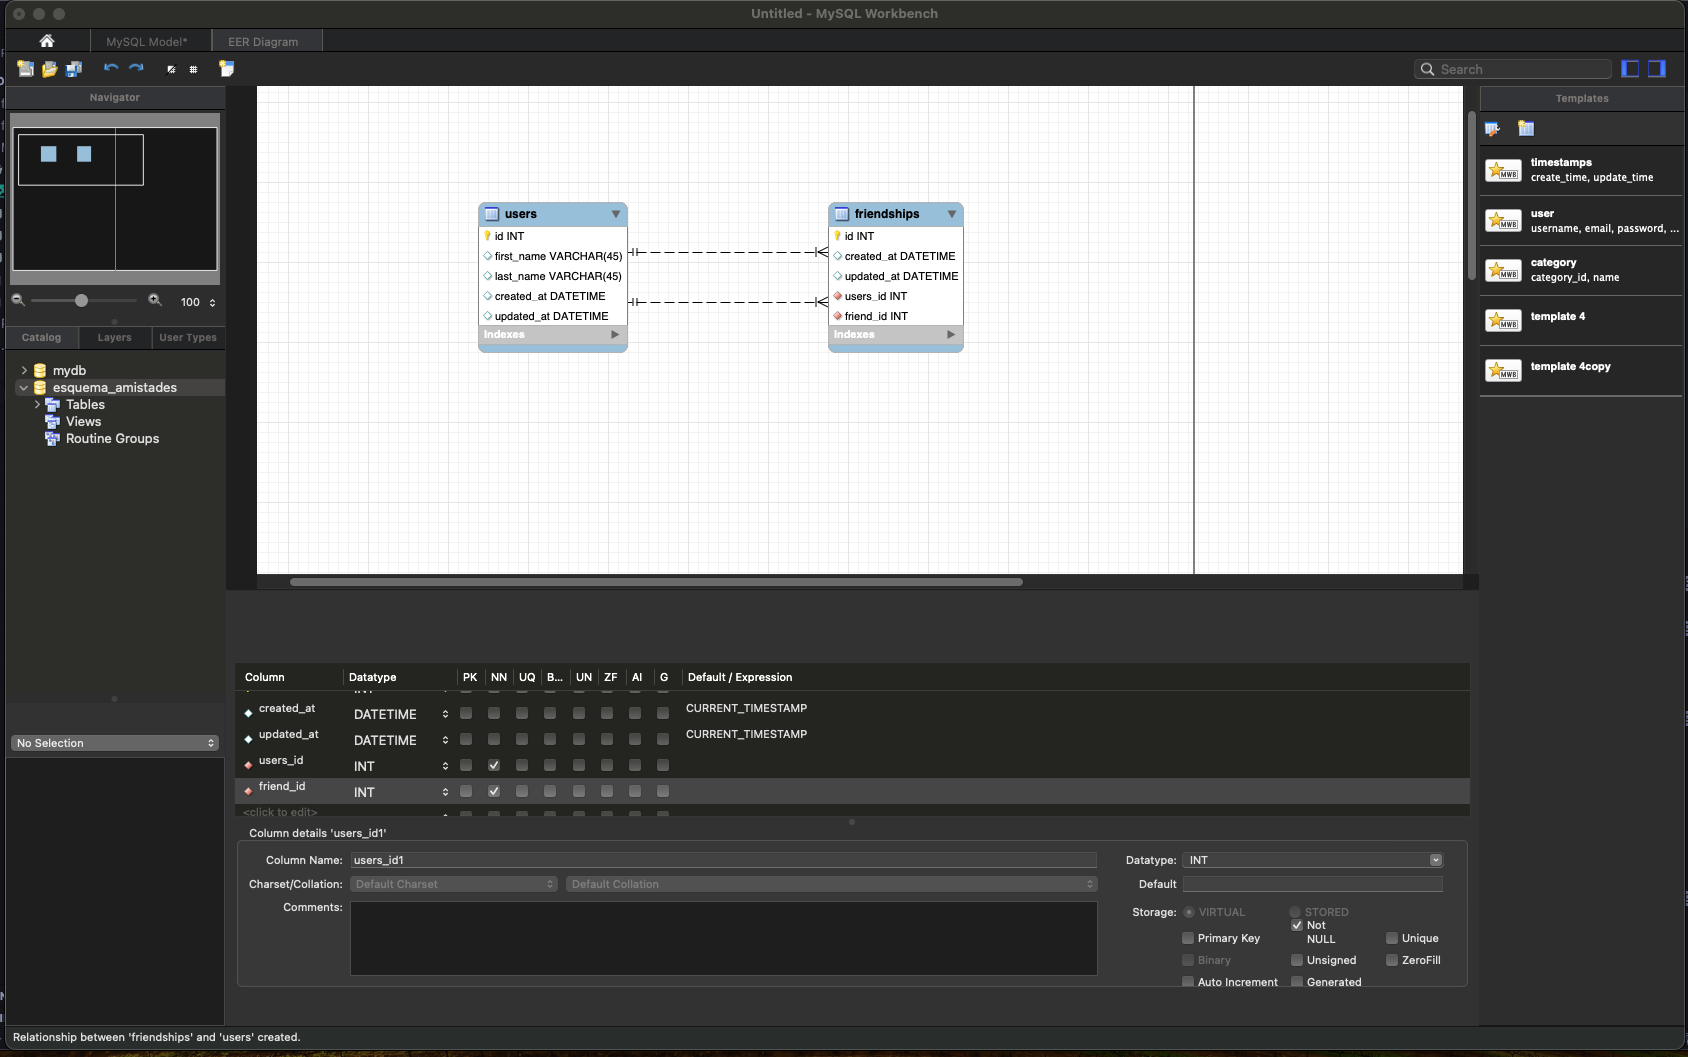 Untitled - MySQL Workbench
MySQL Model*
EER Diagram
Search
Navigator
100
Catalog
Layers
User Types
mydb
esquema_amistades
Tables
Views
Routine Groups
No Selection
users
id INT
first_name VARCHAR(45)
last_name VARCHAR(45)
created_at DATETIME
updated_at DATETIME
Indexes
friendships
id INT
created_at DATETIME
updated_at DATETIME
users_id INT
friend_id INT
Indexes
Templates
MWB timestamps
create_time, update_time
MWB user
username, email, password, ...
MWB category
category_id, name
MWB template 4
MWB template 4copy
Column Datatype PK NN UQ B... UN ZF AI G Default / Expression
INT
created_at DATETIME CURRENT_TIMESTAMP
updated_at DATETIME CURRENT_TIMESTAMP
users_id INT
friend_id INT
<click to edit>
Column details 'users_id1'
Column Name: users_id1
Charset/Collation: Default Charset Default Collation
Comments:
Datatype: INT
Default
Storage: VIRTUAL STORED
Not NULL
Primary Key
Unique
Binary Unsigned ZeroFill
Auto Increment Generated
Relationship between 'friendships' and 'users' created.